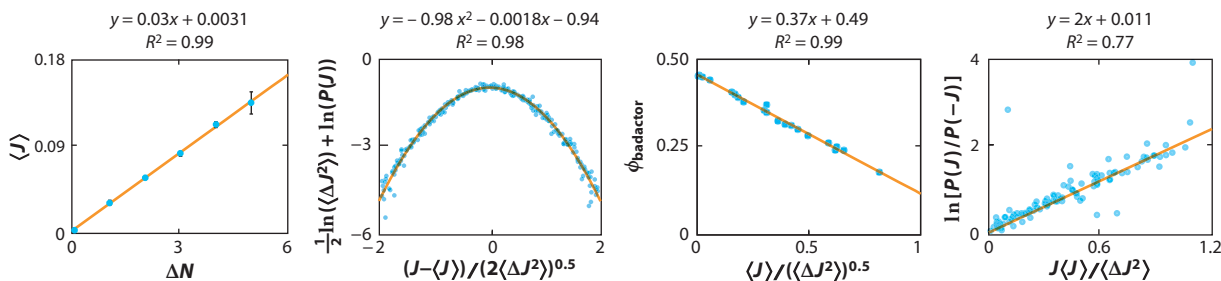 y = 0.03x + 0.0031
R² = 0.99
0.18
0.09
0
⟨J⟩
0
3
6
ΔN
y = – 0.98 x² – 0.0018x – 0.94
R² = 0.98
0
−3
−6
½ln(⟨ΔJ²⟩) + ln(P(J))
−2
0
2
(J–⟨J⟩)/(2⟨ΔJ²⟩)⁰·⁵
y = 0.37x + 0.49
R² = 0.99
0.50
0.25
0
ϕbadactor
0
0.5
1
⟨J⟩/(⟨ΔJ²⟩)⁰·⁵
y = 2x + 0.011
R² = 0.77
4
2
0
ln[P(J)/P(−J)]
0
0.6
1.2
J⟨J⟩/⟨ΔJ²⟩